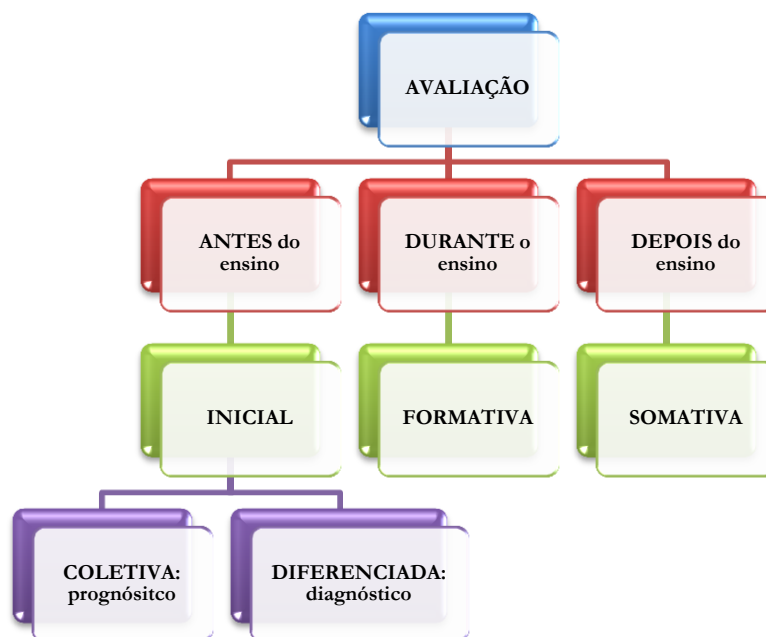 AVALIAÇÃO
ANTES do
ensino
DURANTE o
ensino
DEPOIS do
ensino
INICIAL
FORMATIVA
SOMATIVA
COLETIVA:
prognósitco
DIFERENCIADA:
diagnóstico